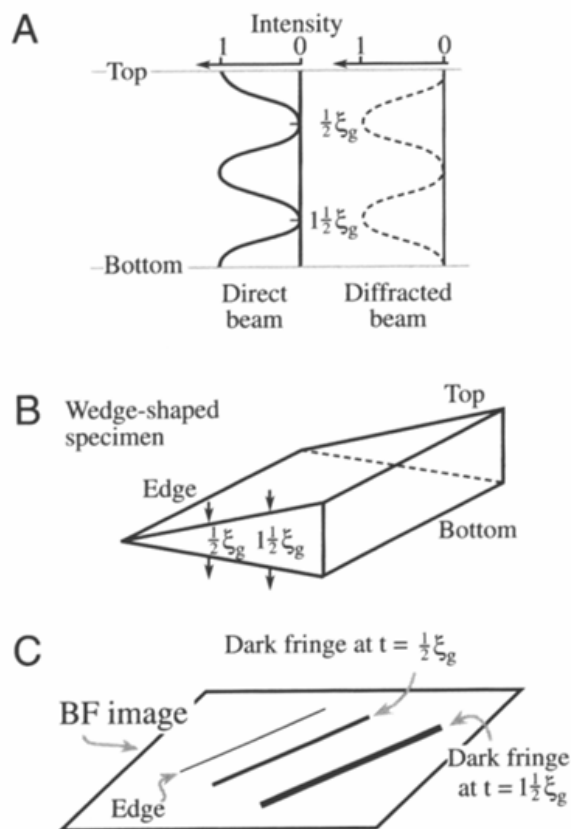 A
Intensity
1 0 1 0
Top
½ξg
1½ξg
Bottom
Direct
beam
Diffracted
beam
B
Wedge-shaped
specimen
Top
Edge
½ξg 1½ξg
Bottom
C
Dark fringe at t = ½ξg
BF image
Edge
Dark fringe
at t = 1½ξg